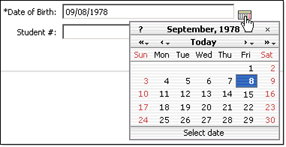 *Date of Birth: 09/08/1978
Student #:
? September, 1978 ×
« ‹ Today › »
Sun Mon Tue Wed Thu Fri Sat
1 2
3 4 5 6 7 8 9
10 11 12 13 14 15 16
17 18 19 20 21 22 23
24 25 26 27 28 29 30
Select date